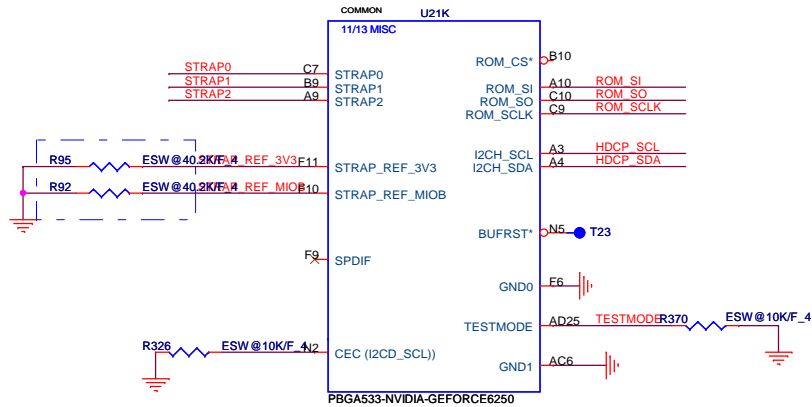 COMMON
U21K
11/13 MISC
STRAP0 C7 STRAP0
STRAP1 B9 STRAP1
STRAP2 A9 STRAP2
ROM_CS* B10
ROM_SI A10 ROM_SI
ROM_SO C10 ROM_SO
ROM_SCLK C9 ROM_SCLK
I2CH_SCL A3 HDCP_SCL
I2CH_SDA A4 HDCP_SDA
R95 ESW@40.2K/F_4 STRAP_REF_3V3 F11 STRAP_REF_3V3
R92 ESW@40.2K/F_4 STRAP_REF_MIOB F10 STRAP_REF_MIOB
BUFRST* N5 T23
F9 SPDIF
GND0 F6
TESTMODE AD25 TESTMODE R370 ESW@10K/F_4
R326 ESW@10K/F_4 N2 CEC (I2CD_SCL))
GND1 AC6
PBGA533-NVIDIA-GEFORCE6250